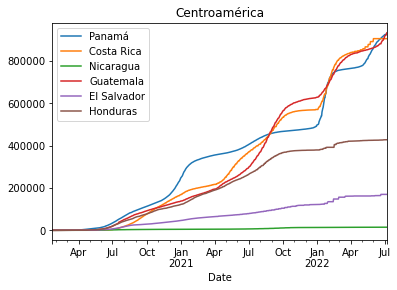 Centroamérica
Panamá
Costa Rica
Nicaragua
Guatemala
El Salvador
Honduras
800000
600000
400000
200000
0
Apr Jul Oct Jan Apr Jul Oct Jan Apr Jul
2021 2022
Date